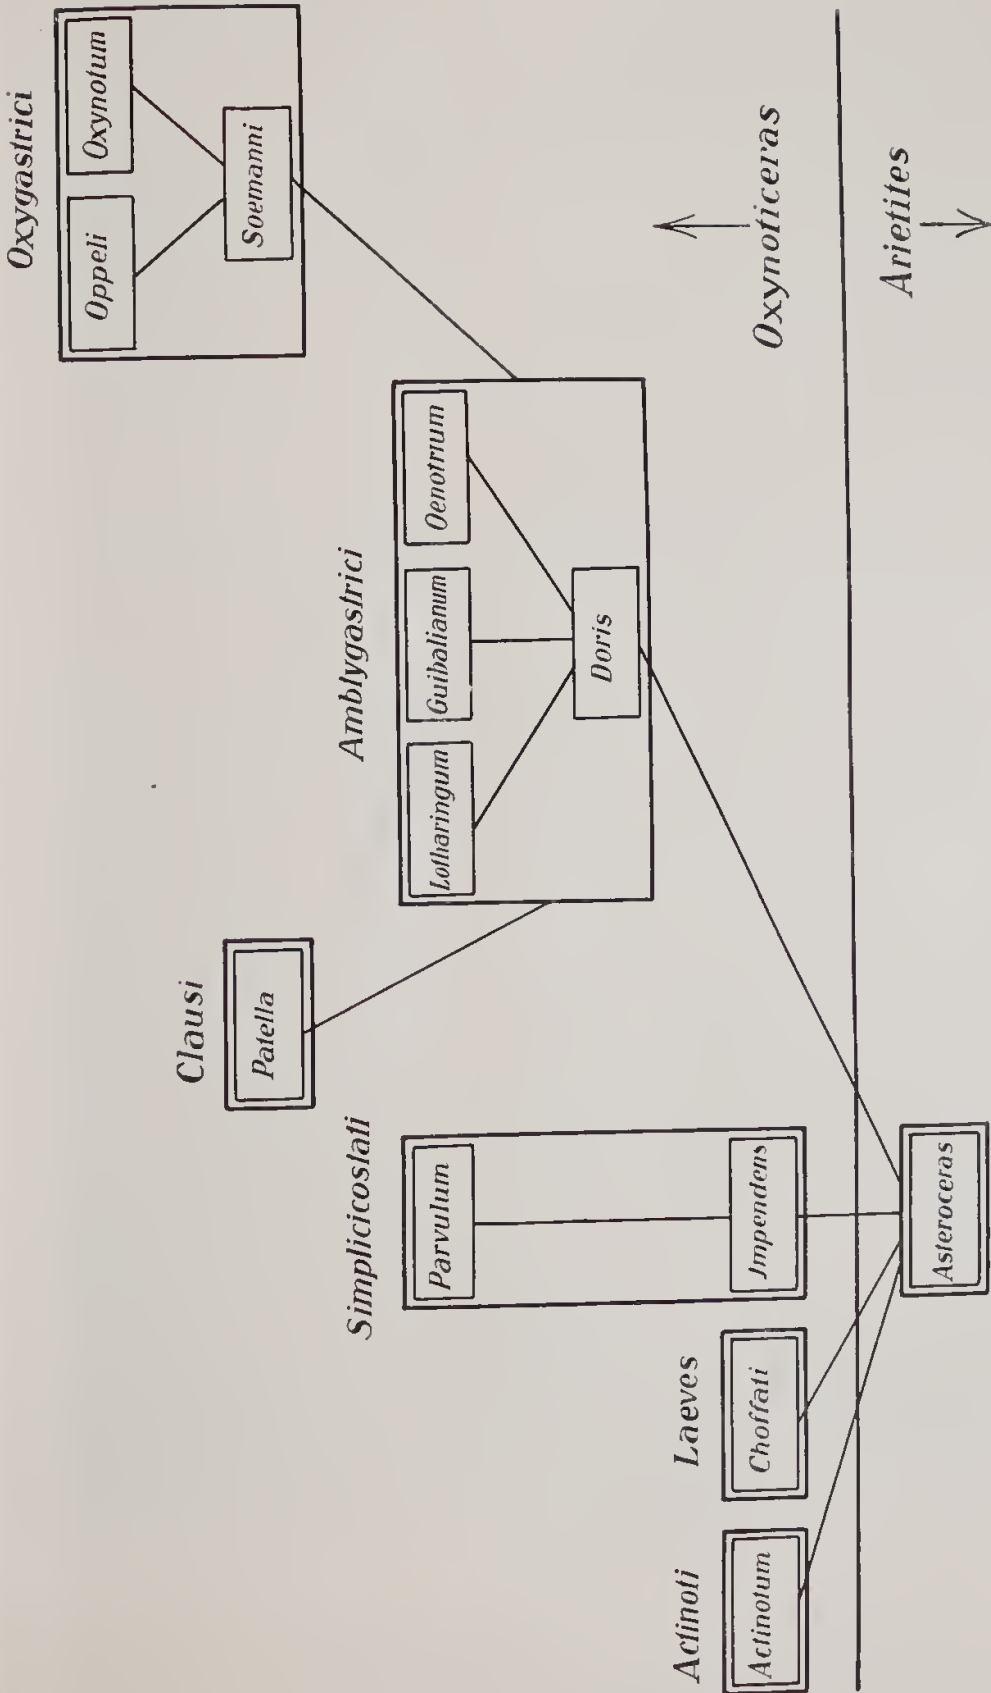 Oxygastrici
Oppeli
Oxynotum
Soemanni
Amblygastrici
Lotharingum
Guibalianum
Oenotrium
Doris
Clausi
Patella
Simplicicostati
Parvulum
Impendens
Laeves
Choffati
Actinoti
Actinotum
Asteroceras
Oxynoticeras
Arietites